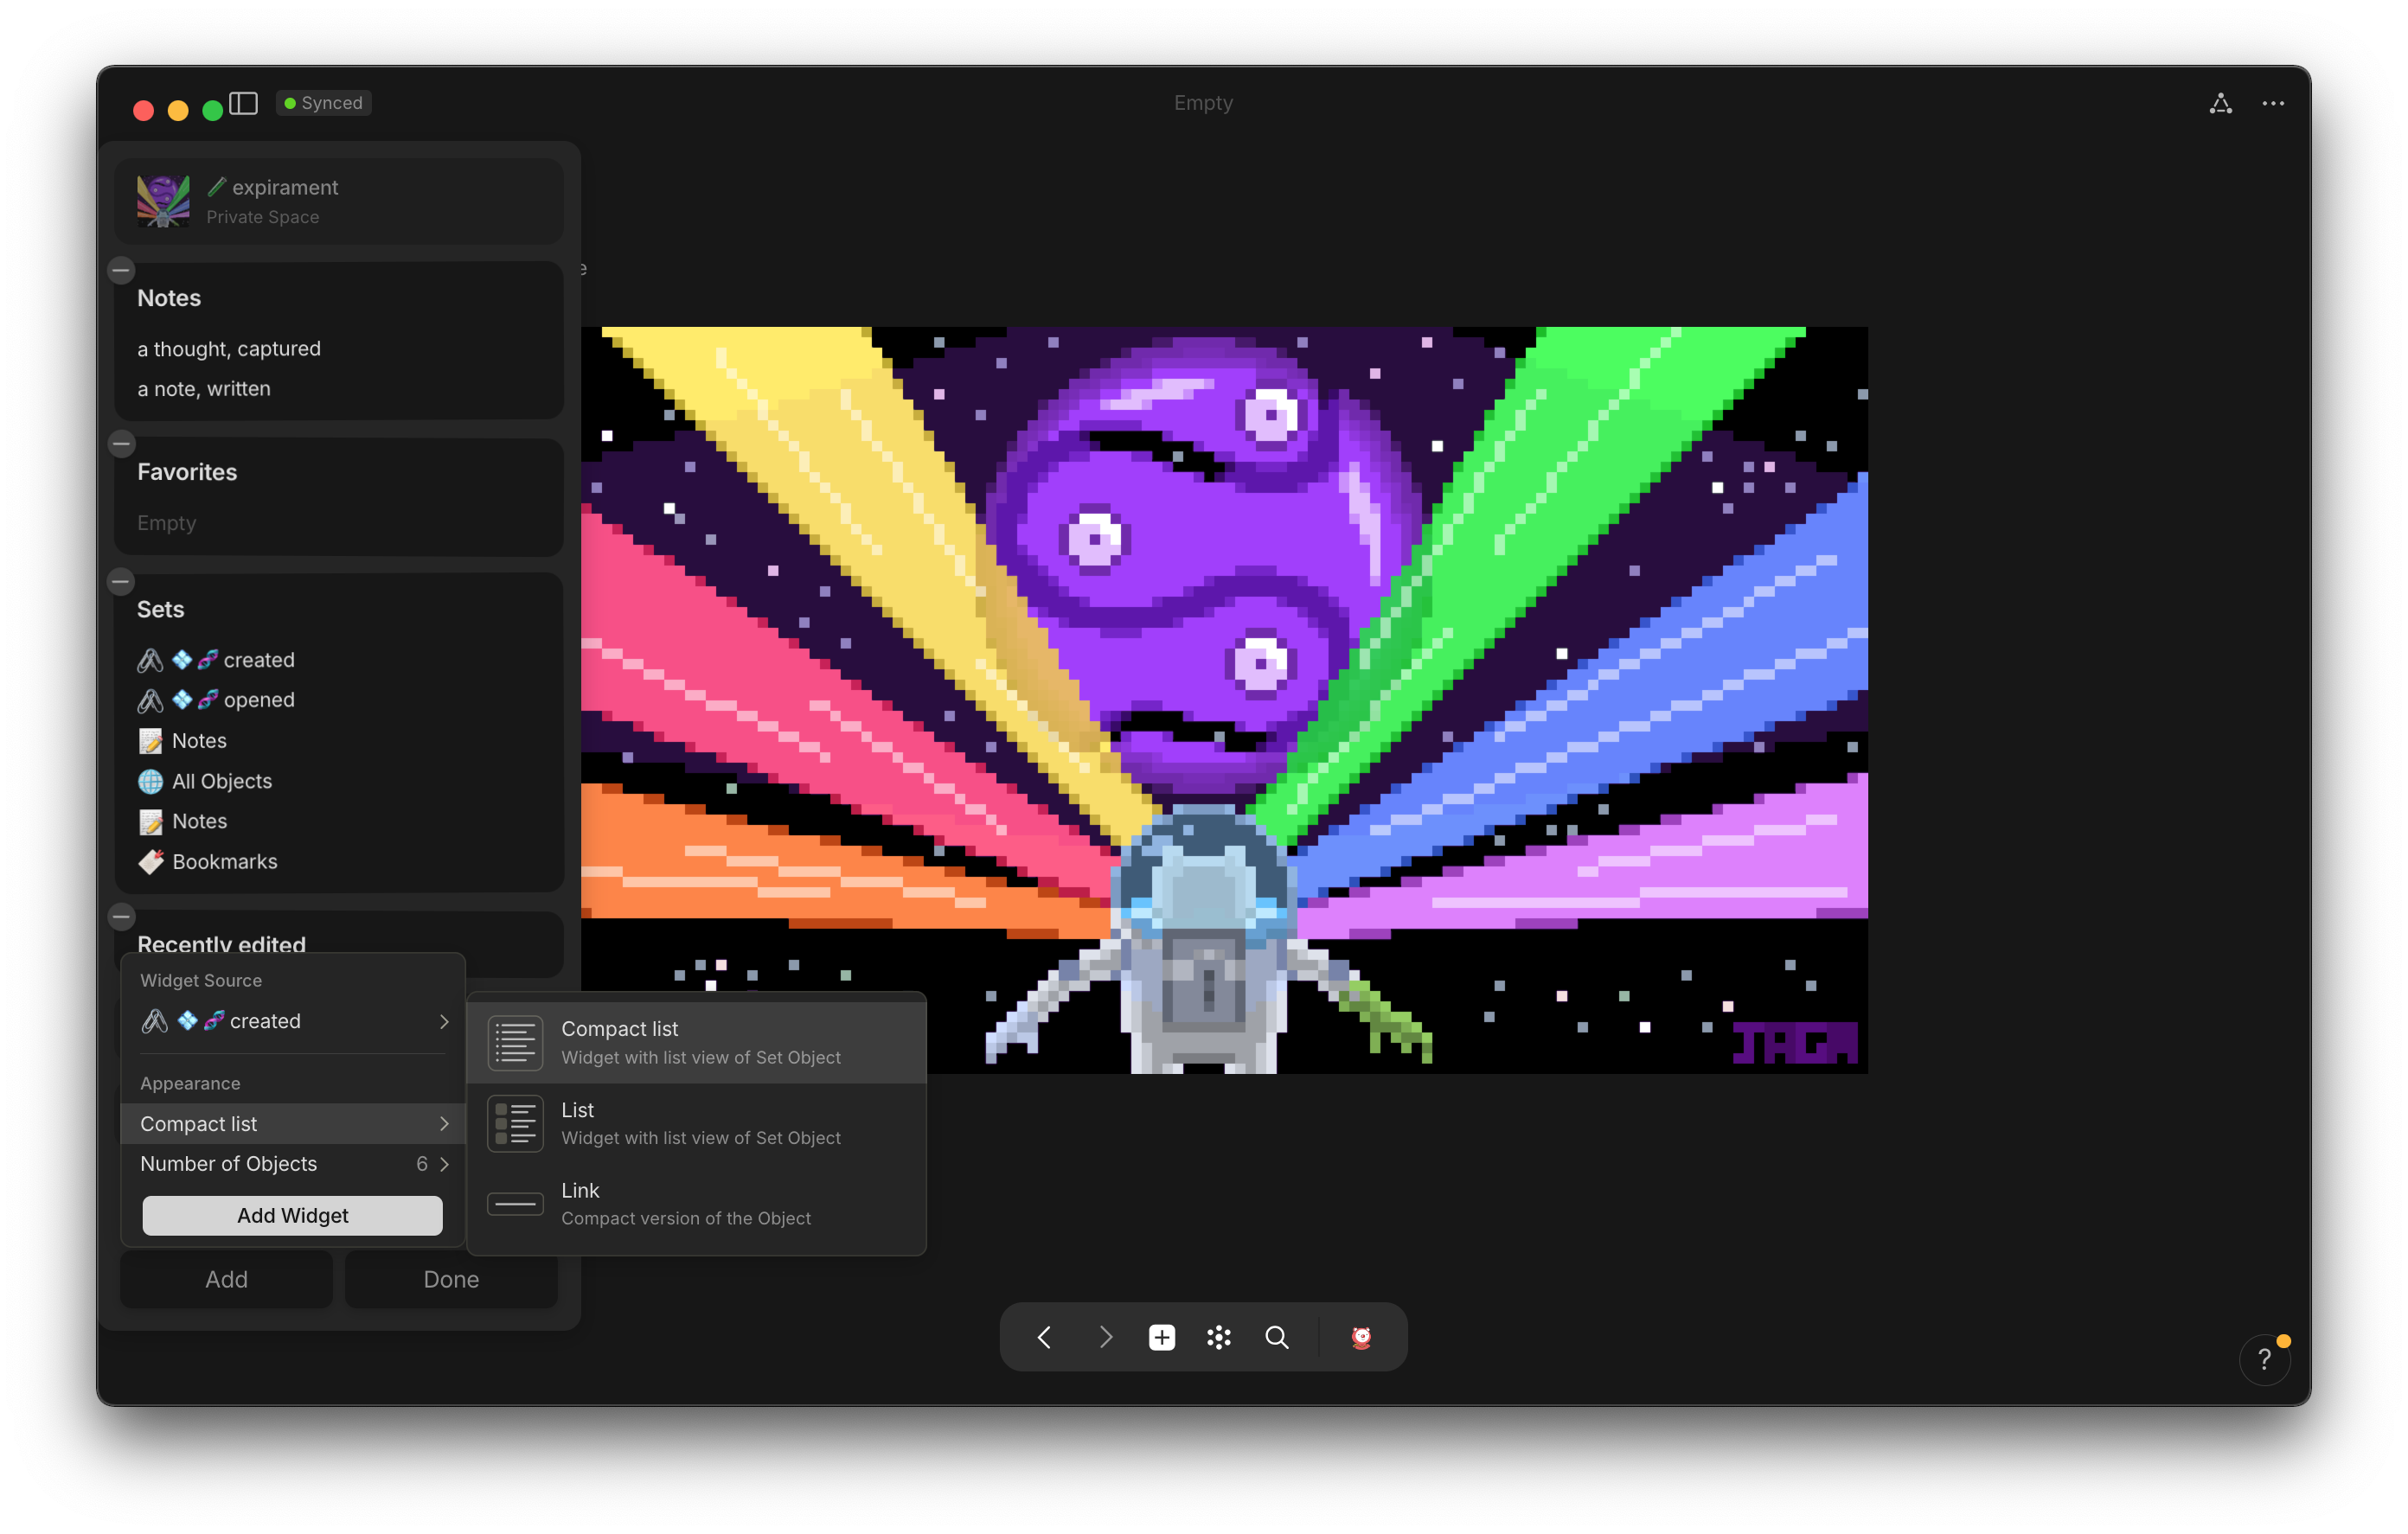 Synced
Empty
expirament
Private Space
Notes
a thought, captured
a note, written
Favorites
Empty
Sets
created
opened
Notes
All Objects
Notes
Bookmarks
Recently edited
Widget Source
created
Appearance
Compact list
Number of Objects 6
Add Widget
Compact list
Widget with list view of Set Object
List
Widget with list view of Set Object
Link
Compact version of the Object
Add
Done
JAGA
?